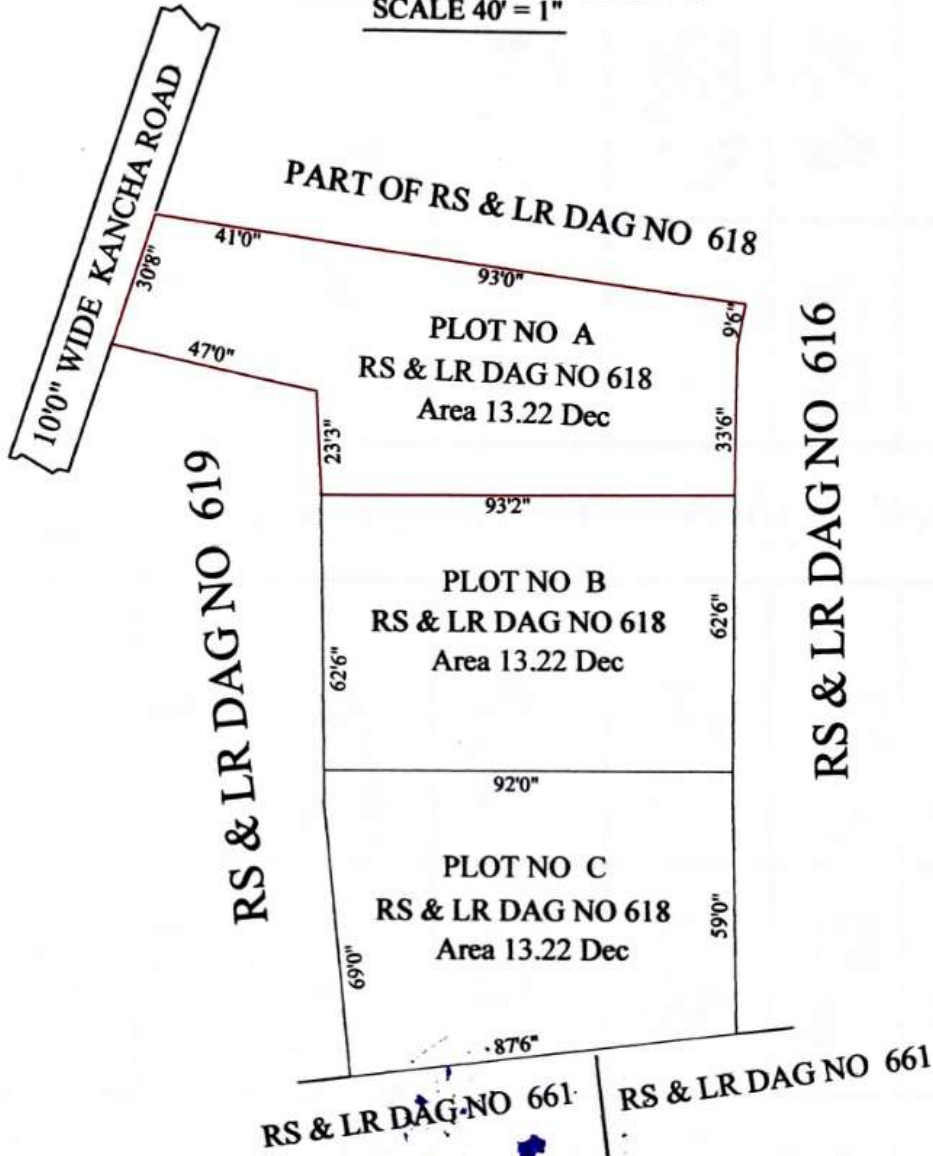 SCALE 40' = 1"
10'0" WIDE KANCHA ROAD
PART OF RS & LR DAG NO 618
41'0"
93'0"
30'8"
9'6"
47'0"
PLOT NO A
RS & LR DAG NO 618
Area 13.22 Dec
23'3"
33'6"
93'2"
RS & LR DAG NO 619
RS & LR DAG NO 616
PLOT NO B
RS & LR DAG NO 618
Area 13.22 Dec
62'6"
62'6"
92'0"
PLOT NO C
RS & LR DAG NO 618
Area 13.22 Dec
69'0"
59'0"
87'6"
RS & LR DAG NO 661
RS & LR DAG NO 661